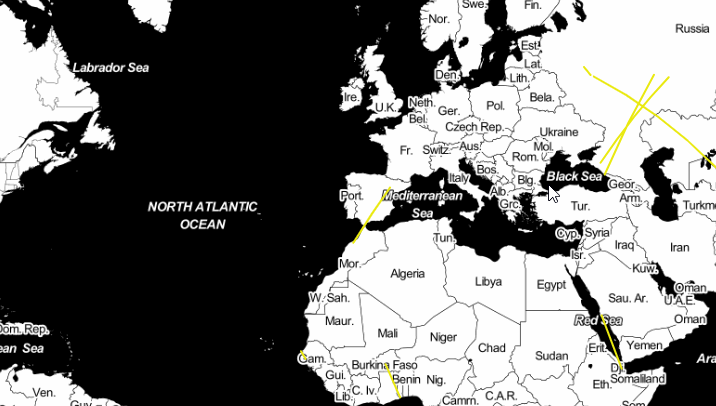 Swe.
Fin.
Nor.
Russia
Labrador Sea
Est.
Lat.
Lith.
Den.
Ire.
U.K.
Neth.
Bel.
Ger.
Pol.
Bela.
Czech Rep.
Ukraine
Fr.
Switz.
Aus.
Mol.
Rom.
Bos.
Italy
Blg.
Black Sea
Geor.
Alb.
Arm.
Port.
Mediterranean
Sea
Grc.
Tur.
Turkme
NORTH ATLANTIC
OCEAN
Tun.
Cyp.
Syria
Isr.
Iraq
Iran
Mor.
Algeria
Libya
Egypt
Kuw.
Oman
U.A.E.
Sau. Ar.
Oman
W. Sah.
Maur.
Mali
Niger
Chad
Sudan
Red Sea
Erit.
Yemen
Dom. Rep.
ean Sea
Gam.
Gui.
Burkina Faso
Benin
Nig.
Dj.
Somaliland
Ara
Eth.
Ven.
Guy.
Lib.
C. Iv.
Camm.
C.A.R.
Som.